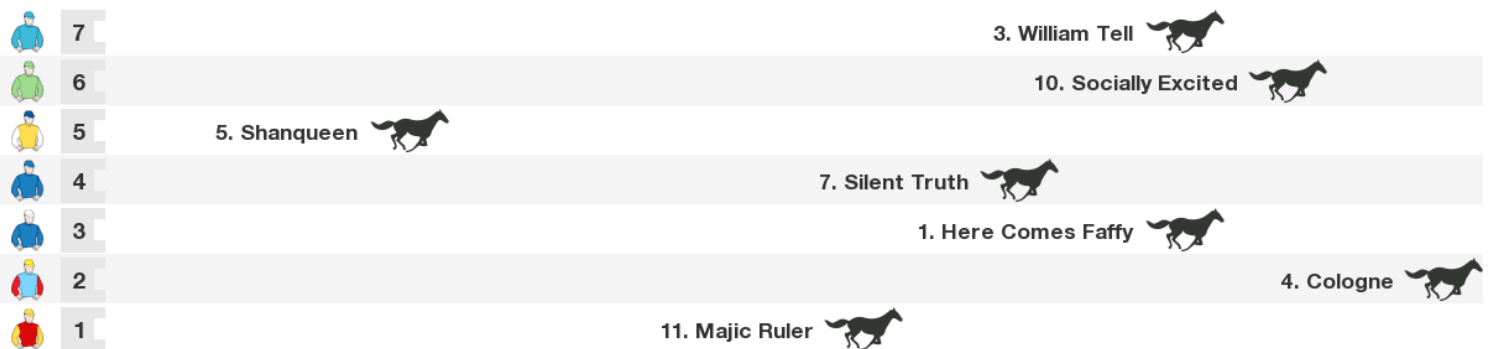 7 3. William Tell
6 10. Socially Excited
5 5. Shanqueen
4 7. Silent Truth
3 1. Here Comes Faffy
2 4. Cologne
1 11. Majic Ruler